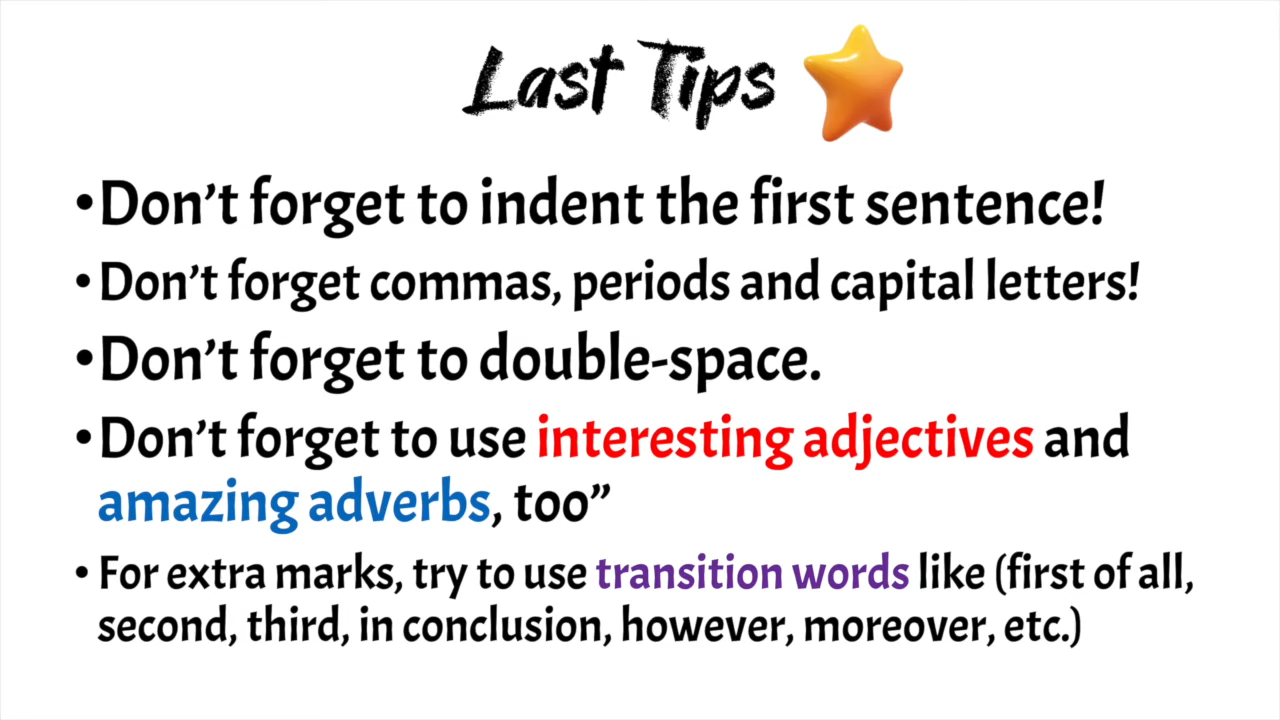 Last Tips
•Don’t forget to indent the first sentence!
•Don’t forget commas, periods and capital letters!
•Don’t forget to double-space.
•Don’t forget to use interesting adjectives and
amazing adverbs, too”
•For extra marks, try to use transition words like (first of all,
second, third, in conclusion, however, moreover, etc.)